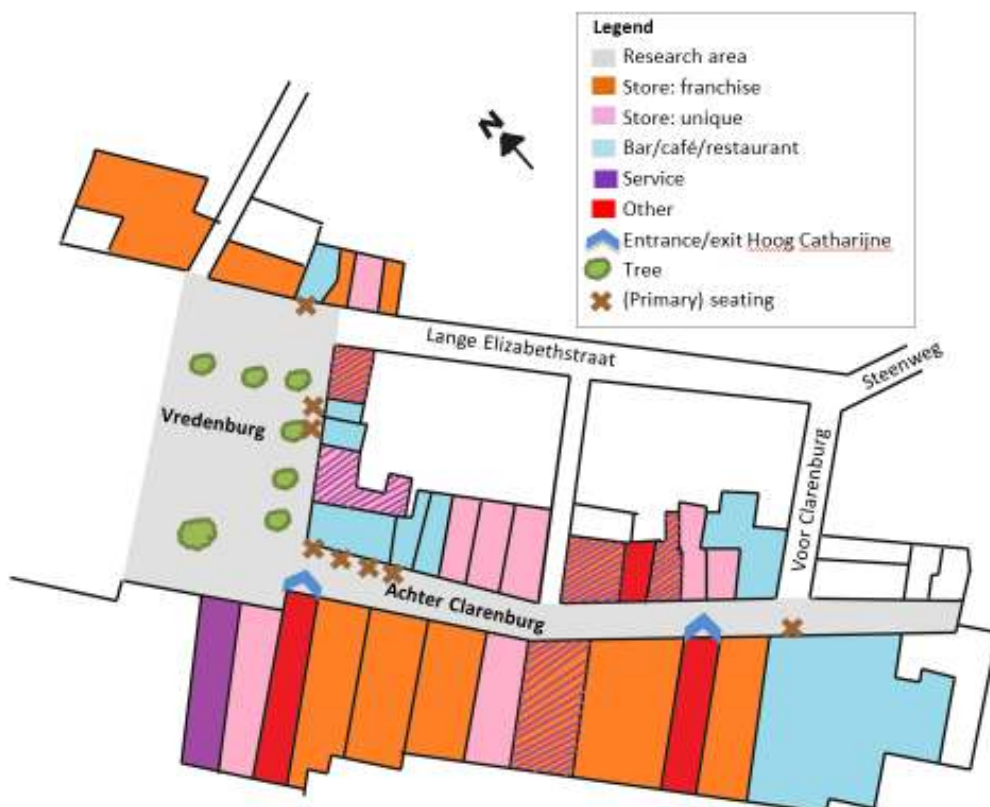 Legend
Research area
Store: franchise
Store: unique
Bar/café/restaurant
Service
Other
Entrance/exit Hoog Catharijne
Tree
(Primary) seating
N
Lange Elizabethstraat
Steenweg
Vredenburg
Voor Clarenburg
Achter Clarenburg